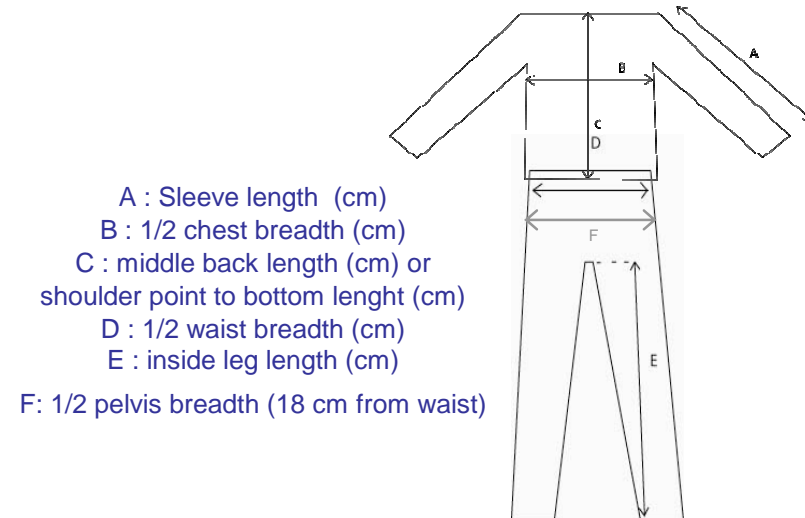 A
B
C
D
F
E
A : Sleeve length (cm)
B : 1/2 chest breadth (cm)
C : middle back length (cm) or
shoulder point to bottom lenght (cm)
D : 1/2 waist breadth (cm)
E : inside leg length (cm)
F: 1/2 pelvis breadth (18 cm from waist)